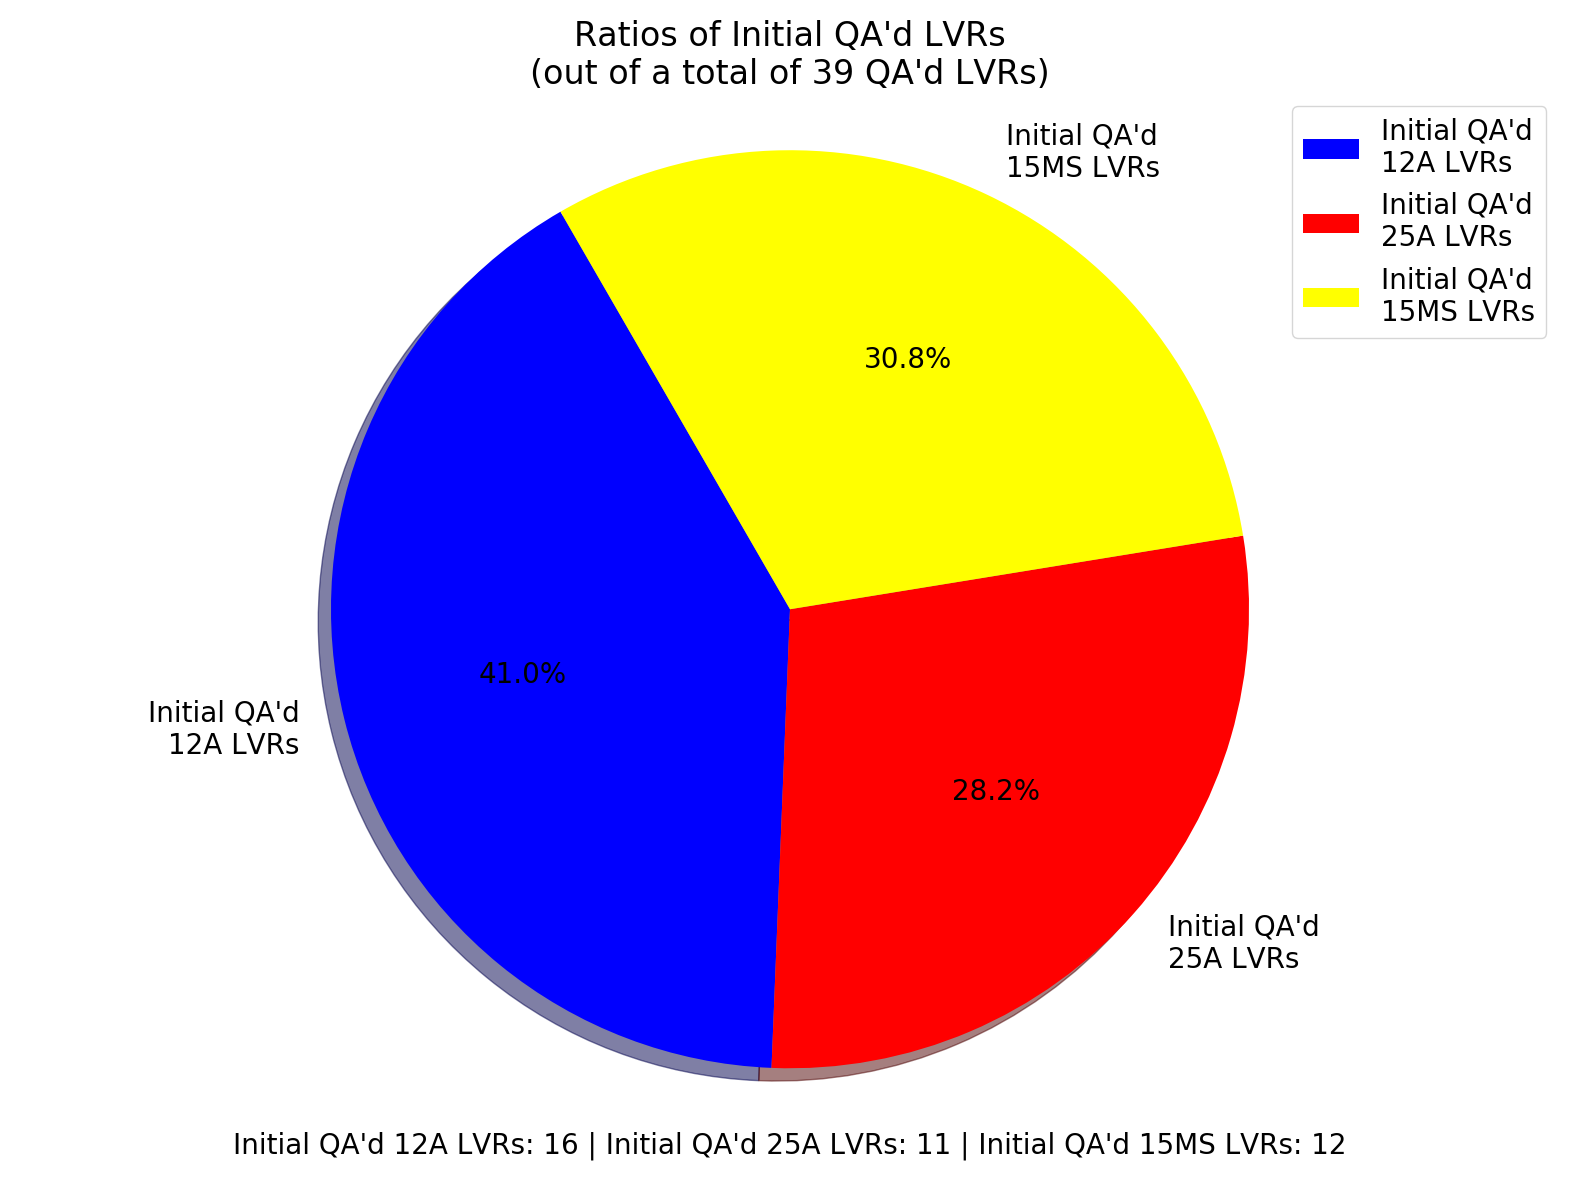 Ratios of Initial QA'd LVRs
(out of a total of 39 QA'd LVRs)
Initial QA'd
15MS LVRs
Initial QA'd
12A LVRs
Initial QA'd
25A LVRs
Initial QA'd
15MS LVRs
30.8%
41.0%
Initial QA'd
12A LVRs
28.2%
Initial QA'd
25A LVRs
Initial QA'd 12A LVRs: 16 | Initial QA'd 25A LVRs: 11 | Initial QA'd 15MS LVRs: 12